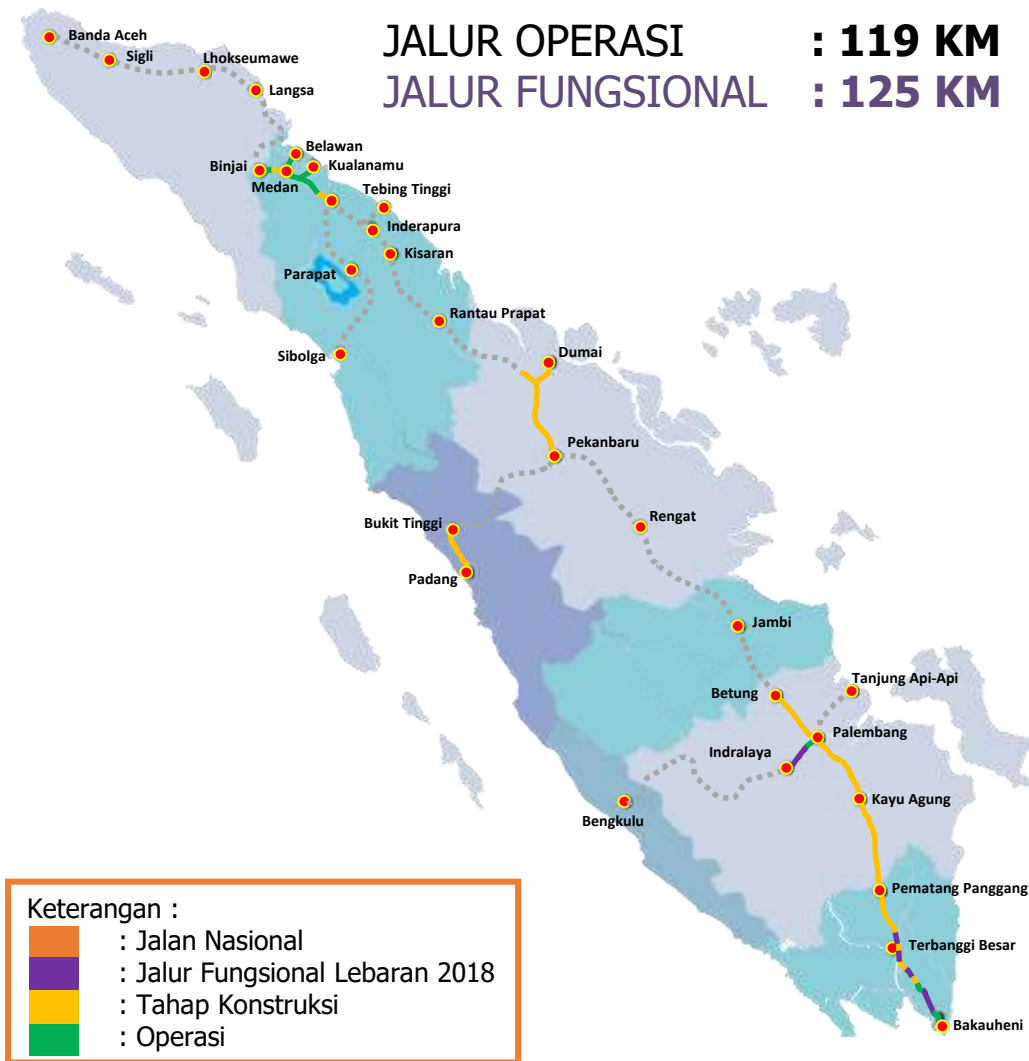 JALUR OPERASI : 119 KM
JALUR FUNGSIONAL : 125 KM
Banda Aceh
Sigli
Lhokseumawe
Langsa
Belawan
Binjai
Kualanamu
Medan
Tebing Tinggi
Inderapura
Kisaran
Parapat
Rantau Prapat
Sibolga
Dumai
Pekanbaru
Bukit Tinggi
Rengat
Padang
Jambi
Tanjung Api-Api
Betung
Palembang
Indralaya
Kayu Agung
Bengkulu
Pematang Panggang
Terbanggi Besar
Bakauheni
Keterangan :
: Jalan Nasional
: Jalur Fungsional Lebaran 2018
: Tahap Konstruksi
: Operasi